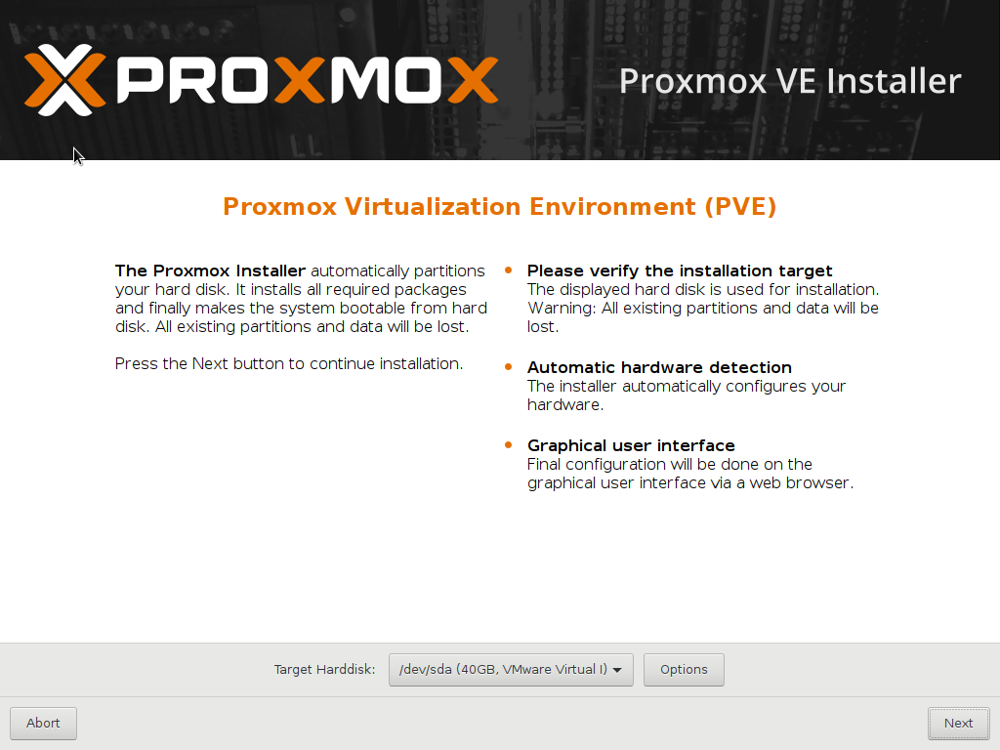 PROXMOX
Proxmox VE Installer
Proxmox Virtualization Environment (PVE)
The Proxmox Installer automatically partitions
your hard disk. It installs all required packages
and finally makes the system bootable from hard
disk. All existing partitions and data will be lost.
Press the Next button to continue installation.
Please verify the installation target
The displayed hard disk is used for installation.
Warning: All existing partitions and data will be
lost.
Automatic hardware detection
The installer automatically configures your
hardware.
Graphical user interface
Final configuration will be done on the
graphical user interface via a web browser.
Target Harddisk: /dev/sda (40GB, VMware Virtual I) Options
Abort Next